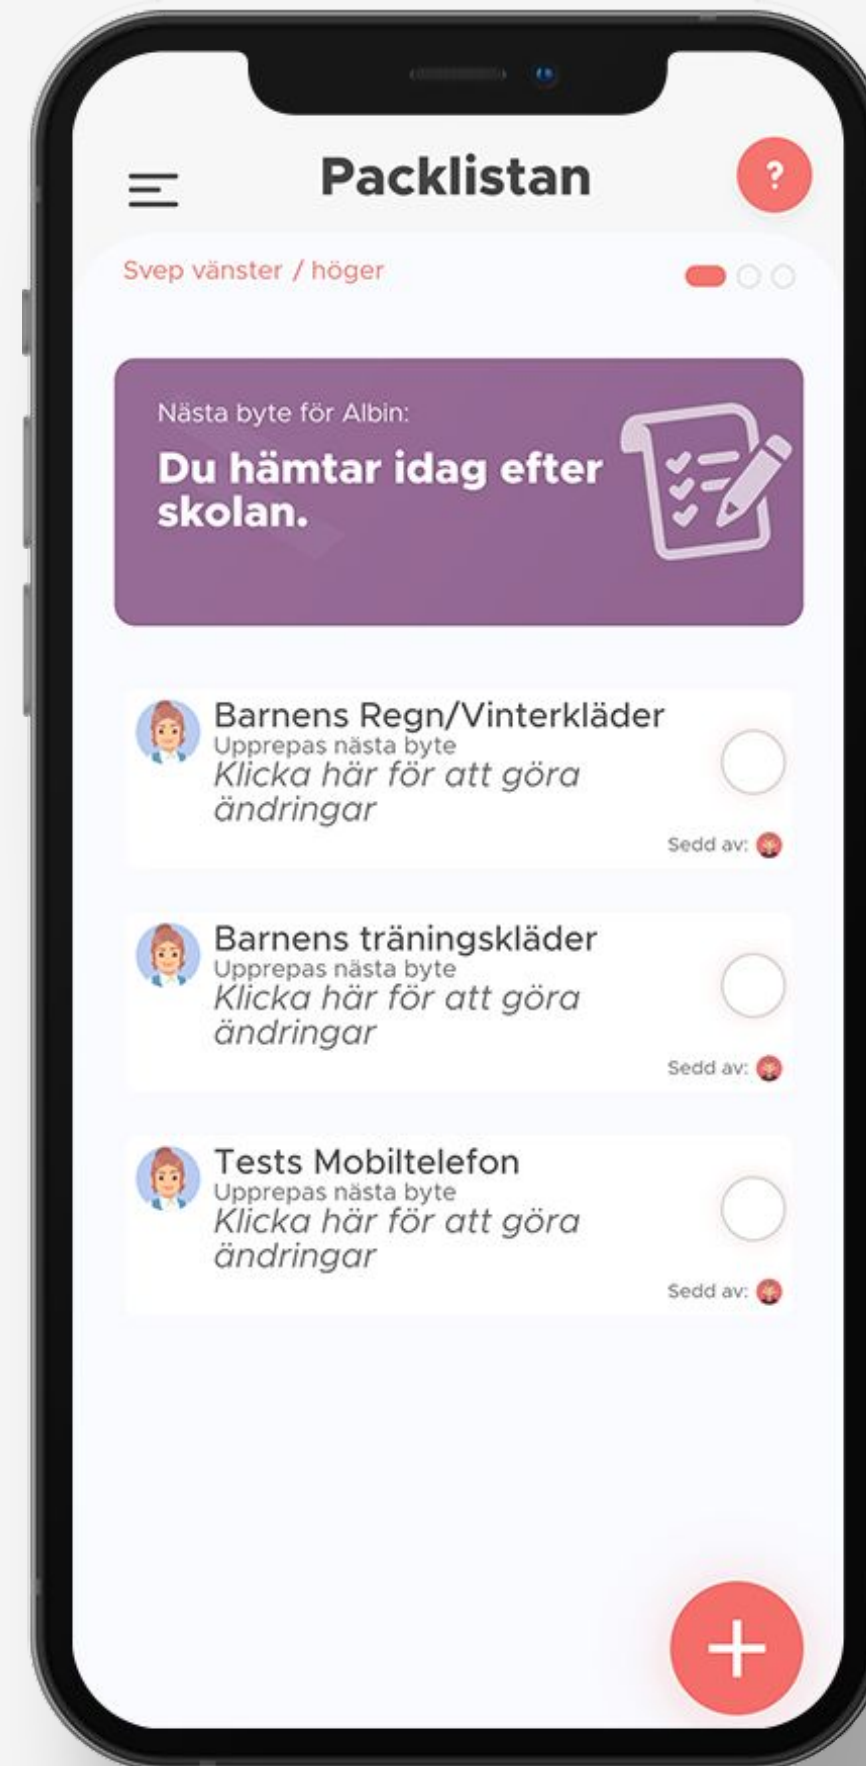 Packlistan
?
Svep vänster / höger
Nästa byte för Albin:
Du hämtar idag efter
skolan.
Barnens Regn/Vinterkläder
Upprepas nästa byte
Klicka här för att göra
ändringar
Sedd av:
Barnens träningskläder
Upprepas nästa byte
Klicka här för att göra
ändringar
Sedd av:
Tests Mobiltelefon
Upprepas nästa byte
Klicka här för att göra
ändringar
Sedd av:
+